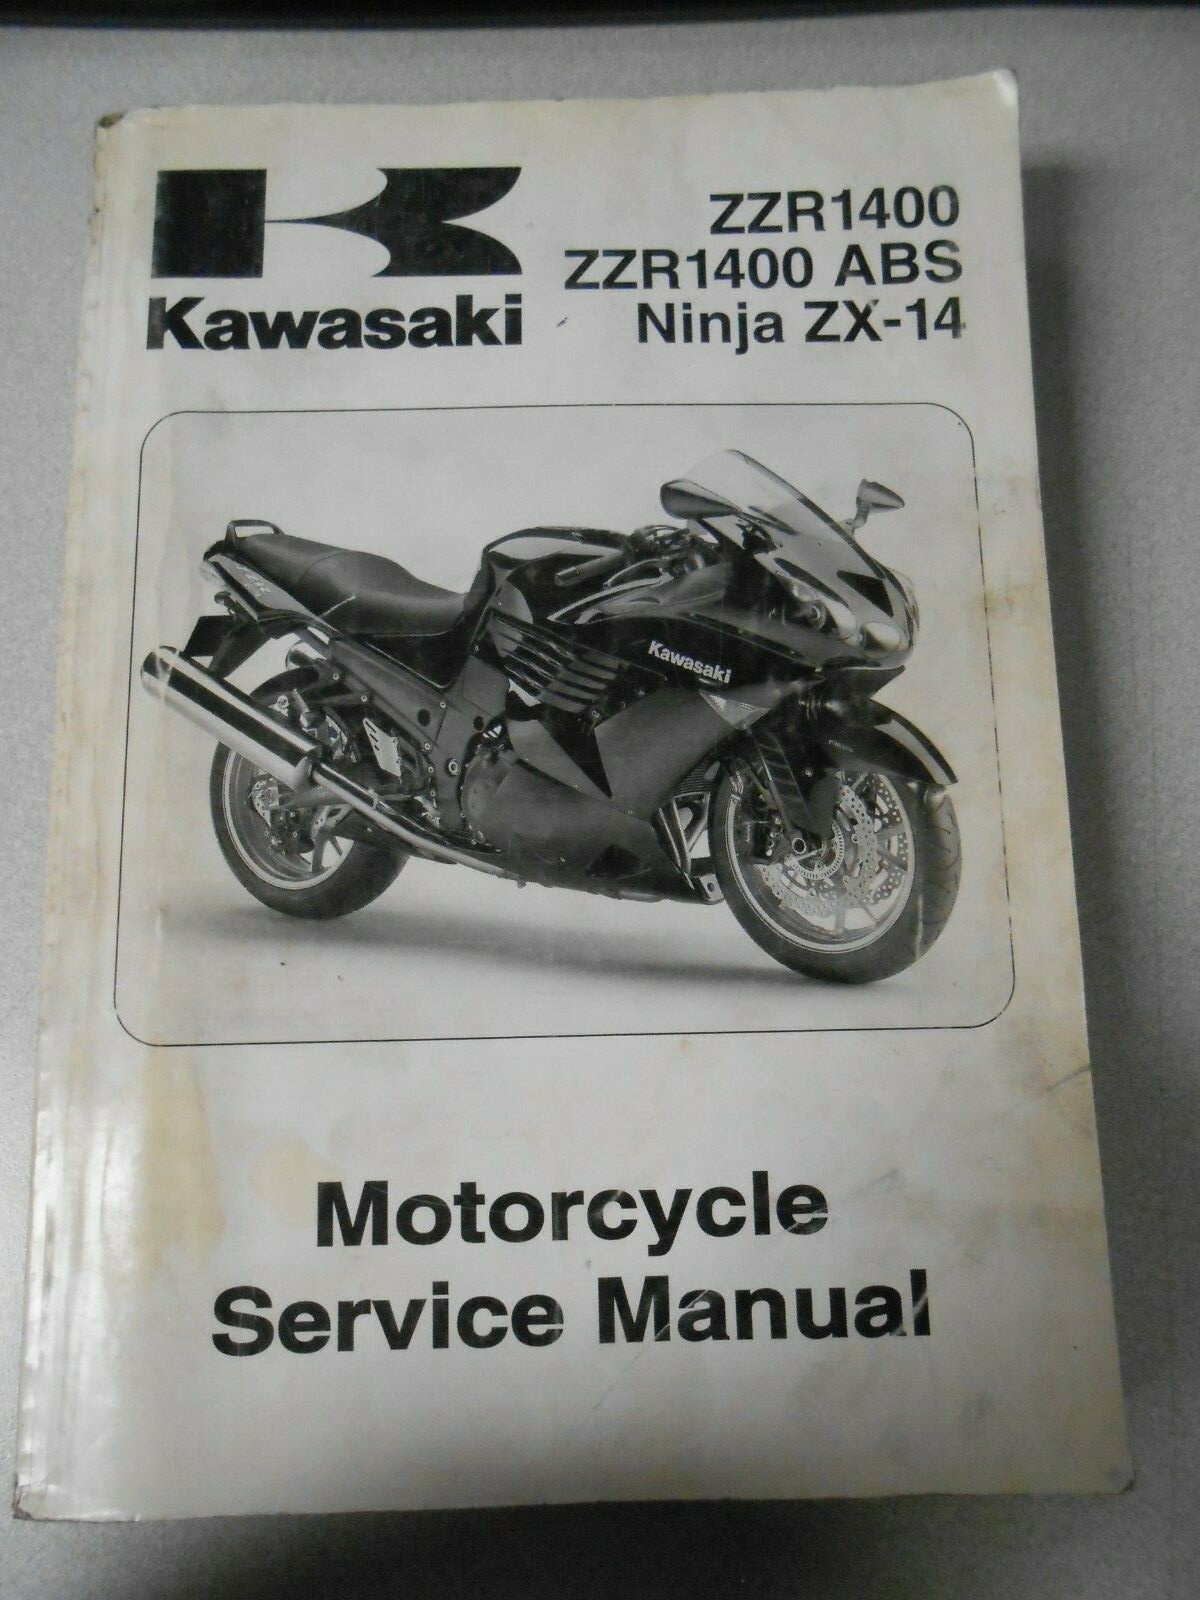 Kawasaki
ZZR1400
ZZR1400 ABS
Ninja ZX-14
Kawasaki
Motorcycle
Service Manual